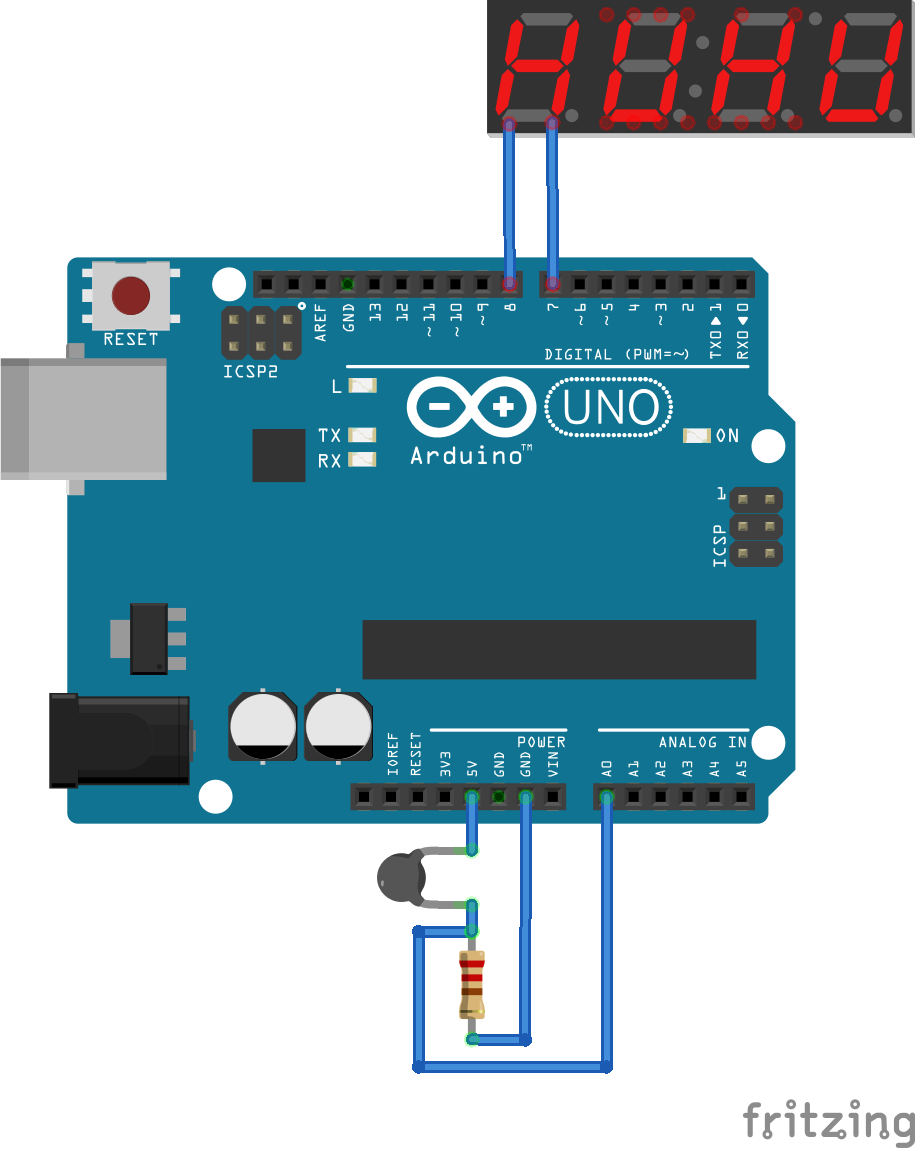 RESET
ICSP2
AREF
GND
13
12
~11
~10
~9
8
7
~6
~5
4
~3
2
TX0▶1
RX0◀0
DIGITAL (PWM=~)
L
TX
RX
Arduino™
UNO
ON
1
ICSP
IOREF
RESET
3V3
5V
GND
GND
VIN
POWER
A0
A1
A2
A3
A4
A5
ANALOG IN
fritzing